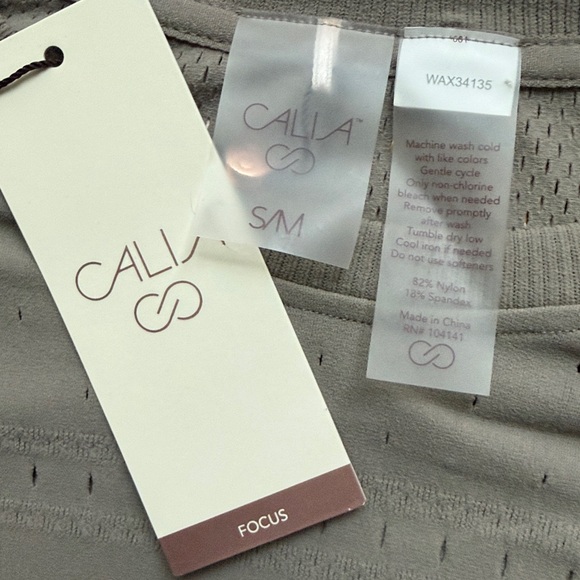 CALIA
FOCUS
CALIA™
S/M
WAX34135
Machine wash cold
with like colors
Gentle cycle
Only non-chlorine
bleach when needed
Remove promptly
after wash
Tumble dry low
Cool iron if needed
Do not use softeners
82% Nylon
18% Spandex
Made in China
RN# 104141